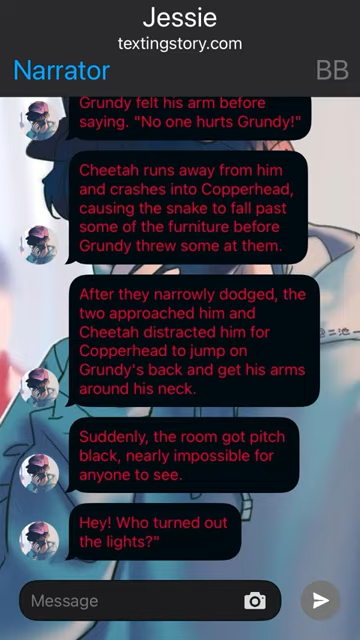 Jessie
textingstory.com
Narrator
BB
Grundy felt his arm before
saying. "No one hurts Grundy!"
Cheetah runs away from him
and crashes into Copperhead,
causing the snake to fall past
some of the furniture before
Grundy threw some at them.
After they narrowly dodged, the
two approached him and
Cheetah distracted him for
Copperhead to jump on
Grundy's back and get his arms
around his neck.
Suddenly, the room got pitch
black, nearly impossible for
anyone to see.
Hey! Who turned out
the lights?"
Message